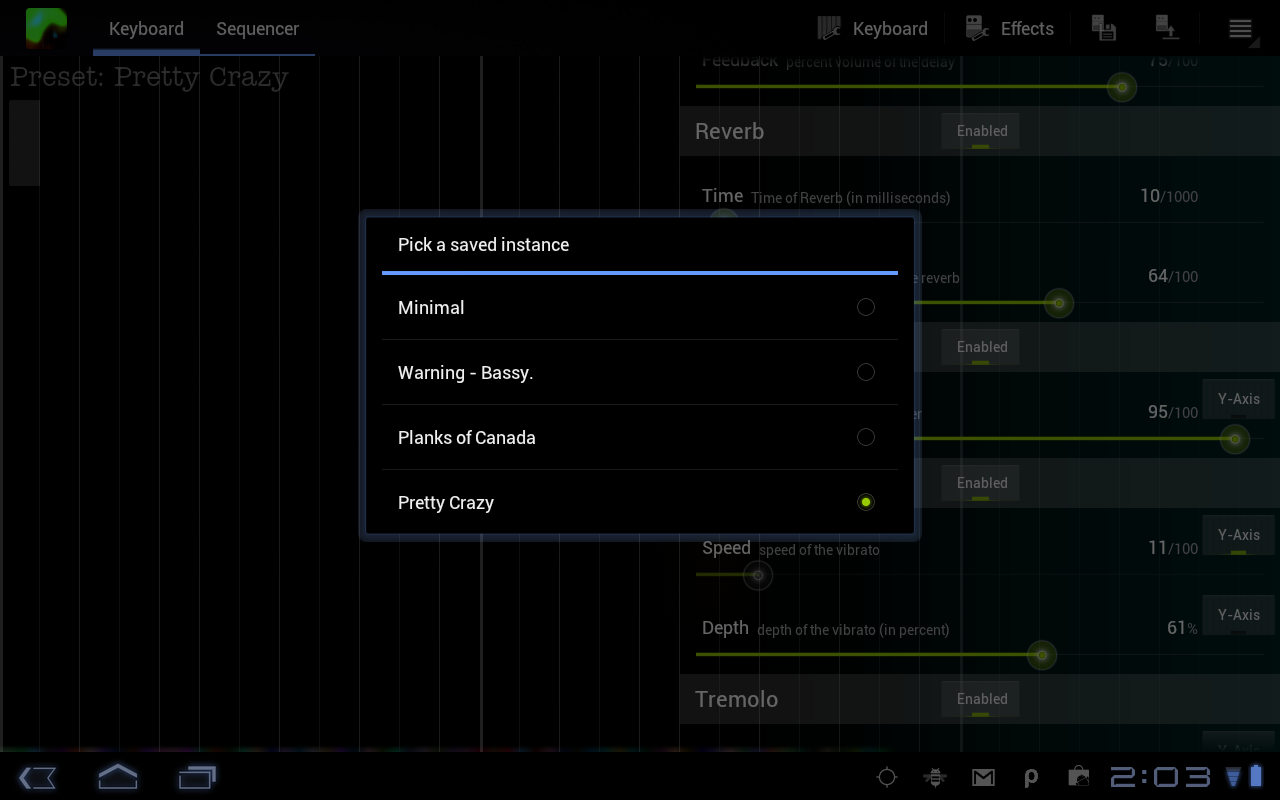 Keyboard Sequencer Keyboard Effects
Preset: Pretty Crazy
Feedback percent volume of the delay 75/100
Reverb Enabled
Time Time of Reverb (in milliseconds) 10/1000
Pick a saved instance
reverb 64/100
Minimal
Enabled
Warning - Bassy.
Y-Axis
95/100
Planks of Canada
Enabled
Pretty Crazy
Y-Axis
Speed speed of the vibrato 11/100
Y-Axis
Depth depth of the vibrato (in percent) 61%
Tremolo Enabled
Y-Axis
2:03